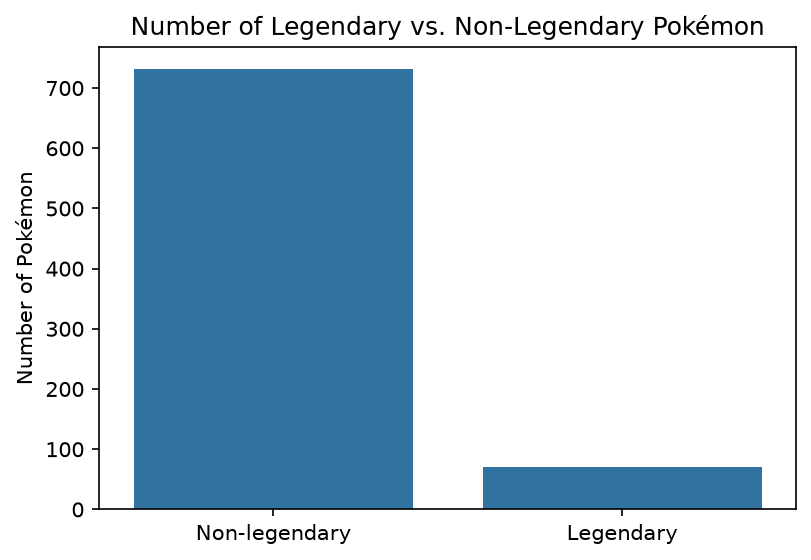 Number of Legendary vs. Non-Legendary Pokémon
Number of Pokémon
700
600
500
400
300
200
100
0
Non-legendary
Legendary